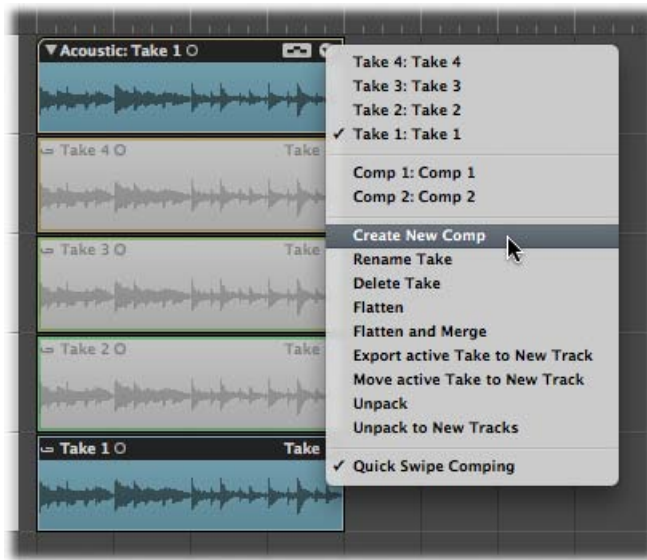 Acoustic: Take 1
Take 4: Take 4
Take 3: Take 3
Take 2: Take 2
✓ Take 1: Take 1
Comp 1: Comp 1
Comp 2: Comp 2
Create New Comp
Rename Take
Delete Take
Flatten
Flatten and Merge
Export active Take to New Track
Move active Take to New Track
Unpack
Unpack to New Tracks
✓ Quick Swipe Comping
Take 4 Take
Take 3 Take
Take 2 Take
Take 1 Take